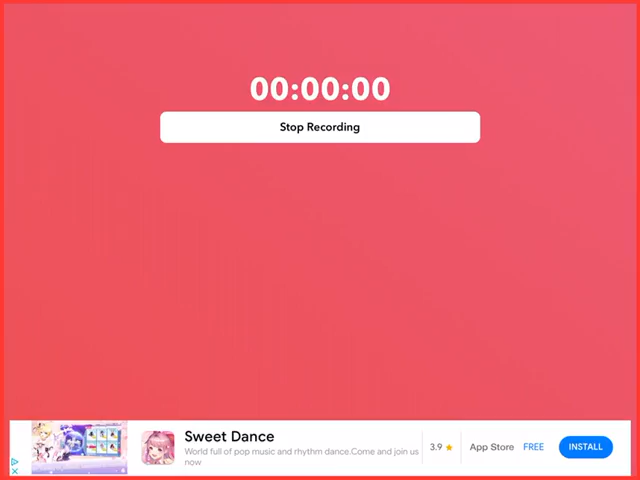 00:00:00
Stop Recording
Sweet Dance
World full of pop music and rhythm dance.Come and join us
now
3.9
App Store
FREE
INSTALL